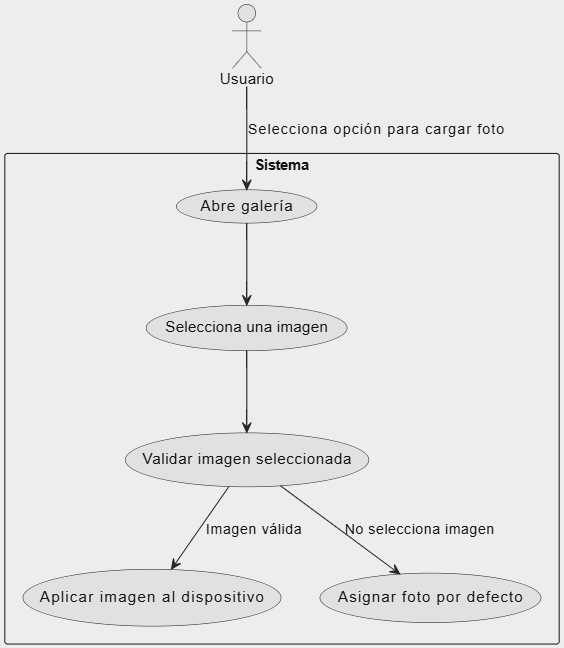 Usuario
Selecciona opción para cargar foto
Sistema
Abre galería
Selecciona una imagen
Validar imagen seleccionada
Imagen válida
No selecciona imagen
Aplicar imagen al dispositivo
Asignar foto por defecto